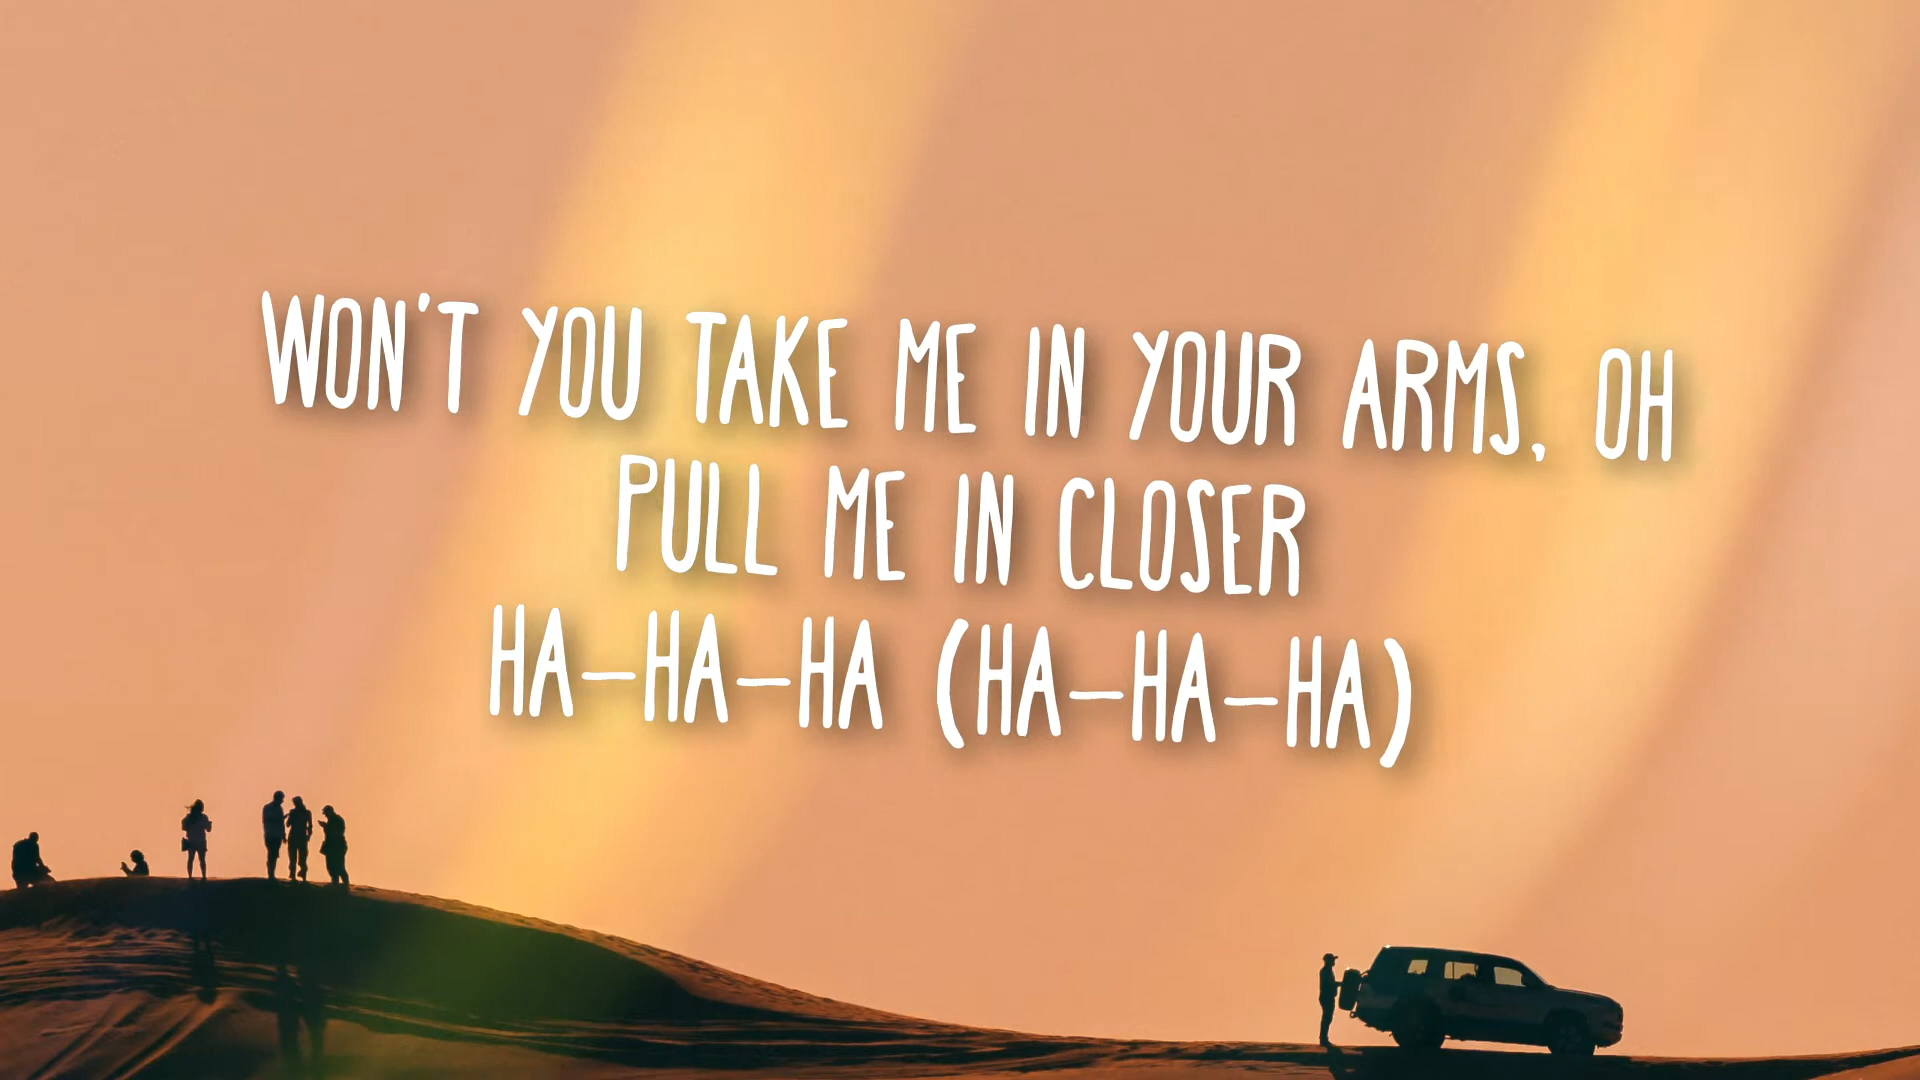 WON'T YOU TAKE ME IN YOUR ARMS, OH
PULL ME IN CLOSER
HA-HA-HA (HA-HA-HA)